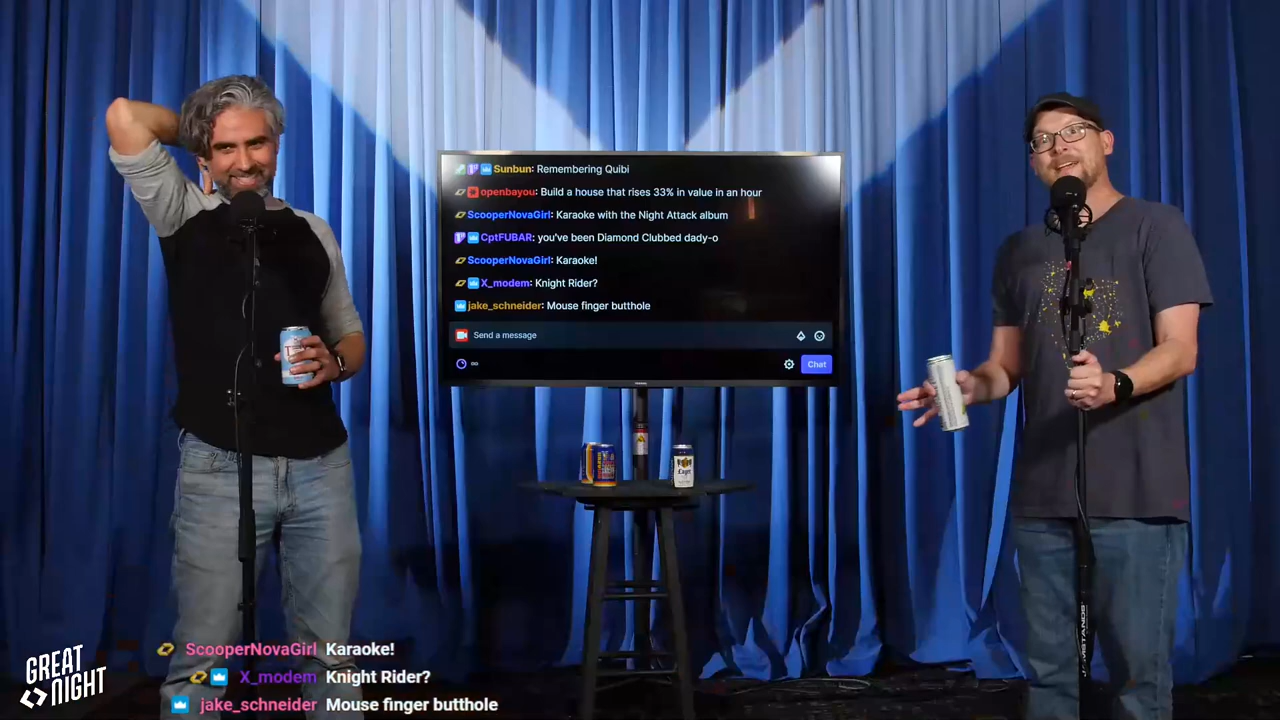 Sunbun: Remembering Quibi
openbayou: Build a house that rises 33% in value in an hour
ScooperNovaGirl: Karaoke with the Night Attack album
CptFUBAR: you've been Diamond Clubbed dady-o
ScooperNovaGirl: Karaoke!
X_modem: Knight Rider?
jake_schneider: Mouse finger butthole
Send a message
Chat
Lager
JAMSTANDS
GREAT
NIGHT
ScooperNovaGirl Karaoke!
X_modem Knight Rider?
jake_schneider Mouse finger butthole